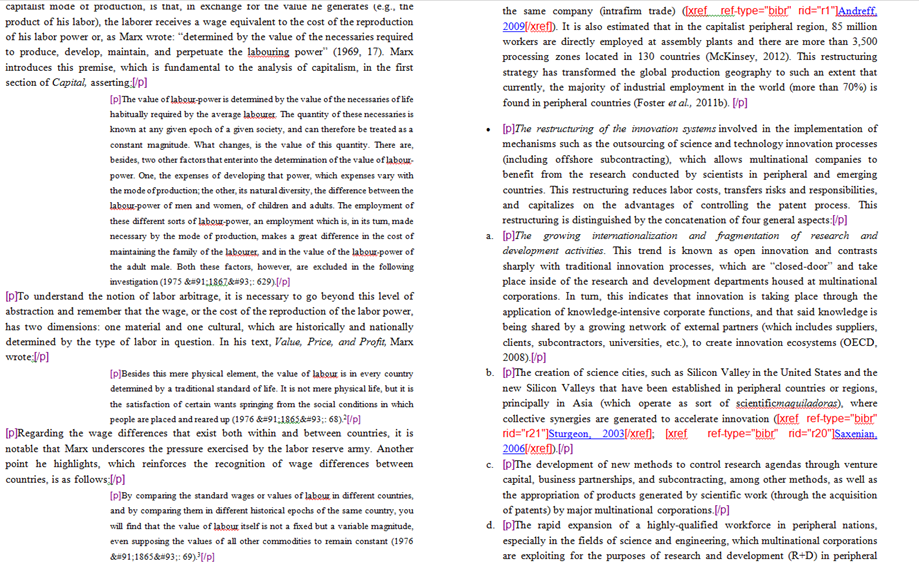 capitalist mode of production, is that, in exchange for the value he generates (e.g., the
product of his labor), the laborer receives a wage equivalent to the cost of the reproduction
of his labor power or, as Marx wrote: “determined by the value of the necessaries required
to produce, develop, maintain, and perpetuate the labouring power” (1969, 17). Marx
introduces this premise, which is fundamental to the analysis of capitalism, in the first
section of Capital, asserting:[/p]
[p]The value of labour-power is determined by the value of the necessaries of life
habitually required by the average labourer. The quantity of these necessaries is
known at any given epoch of a given society, and can therefore be treated as a
constant magnitude. What changes, is the value of this quantity. There are,
besides, two other factors that enter into the determination of the value of labour-
power. One, the expenses of developing that power, which expenses vary with
the mode of production; the other, its natural diversity, the difference between the
labour-power of men and women, of children and adults. The employment of
these different sorts of labour-power, an employment which is, in its turn, made
necessary by the mode of production, makes a great difference in the cost of
maintaining the family of the labourer, and in the value of the labour-power of
the adult male. Both these factors, however, are excluded in the following
investigation (1975 &#91;1867&#93;: 629).[/p]
[p]To understand the notion of labor arbitrage, it is necessary to go beyond this level of
abstraction and remember that the wage, or the cost of the reproduction of the labor power,
has two dimensions: one material and one cultural, which are historically and nationally
determined by the type of labor in question. In his text, Value, Price, and Profit, Marx
wrote:[/p]
[p]Besides this mere physical element, the value of labour is in every country
determined by a traditional standard of life. It is not mere physical life, but it is
the satisfaction of certain wants springing from the social conditions in which
people are placed and reared up (1976 &#91;1865&#93;: 68).2[/p]
[p]Regarding the wage differences that exist both within and between countries, it is
notable that Marx underscores the pressure exercised by the labor reserve army. Another
point he highlights, which reinforces the recognition of wage differences between
countries, is as follows:[/p]
[p]By comparing the standard wages or values of labour in different countries,
and by comparing them in different historical epochs of the same country, you
will find that the value of labour itself is not a fixed but a variable magnitude,
even supposing the values of all other commodities to remain constant (1976
&#91;1865&#93;: 69).3[/p]
the same company (intrafirm trade) ([xref ref-type="bibr" rid="r1"]Andreff,
2009[/xref]). It is also estimated that in the capitalist peripheral region, 85 million
workers are directly employed at assembly plants and there are more than 3,500
processing zones located in 130 countries (McKinsey, 2012). This restructuring
strategy has transformed the global production geography to such an extent that
currently, the majority of industrial employment in the world (more than 70%) is
found in peripheral countries (Foster et al., 2011b). [/p]
• [p]The restructuring of the innovation systems involved in the implementation of
mechanisms such as the outsourcing of science and technology innovation processes
(including offshore subcontracting), which allows multinational companies to
benefit from the research conducted by scientists in peripheral and emerging
countries. This restructuring reduces labor costs, transfers risks and responsibilities,
and capitalizes on the advantages of controlling the patent process. This
restructuring is distinguished by the concatenation of four general aspects:[/p]
a. [p]The growing internationalization and fragmentation of research and
development activities. This trend is known as open innovation and contrasts
sharply with traditional innovation processes, which are “closed-door” and take
place inside of the research and development departments housed at multinational
corporations. In turn, this indicates that innovation is taking place through the
application of knowledge-intensive corporate functions, and that said knowledge is
being shared by a growing network of external partners (which includes suppliers,
clients, subcontractors, universities, etc.), to create innovation ecosystems (OECD,
2008).[/p]
b. [p]The creation of science cities, such as Silicon Valley in the United States and the
new Silicon Valleys that have been established in peripheral countries or regions,
principally in Asia (which operate as sort of scientificmaquiladoras), where
collective synergies are generated to accelerate innovation ([xref ref-type="bibr"
rid="r21"]Sturgeon, 2003[/xref]; [xref ref-type="bibr" rid="r20"]Saxenian,
2006[/xref]).[/p]
c. [p]The development of new methods to control research agendas through venture
capital, business partnerships, and subcontracting, among other methods, as well as
the appropriation of products generated by scientific work (through the acquisition
of patents) by major multinational corporations.[/p]
d. [p]The rapid expansion of a highly-qualified workforce in peripheral nations,
especially in the fields of science and engineering, which multinational corporations
are exploiting for the purposes of research and development (R+D) in peripheral